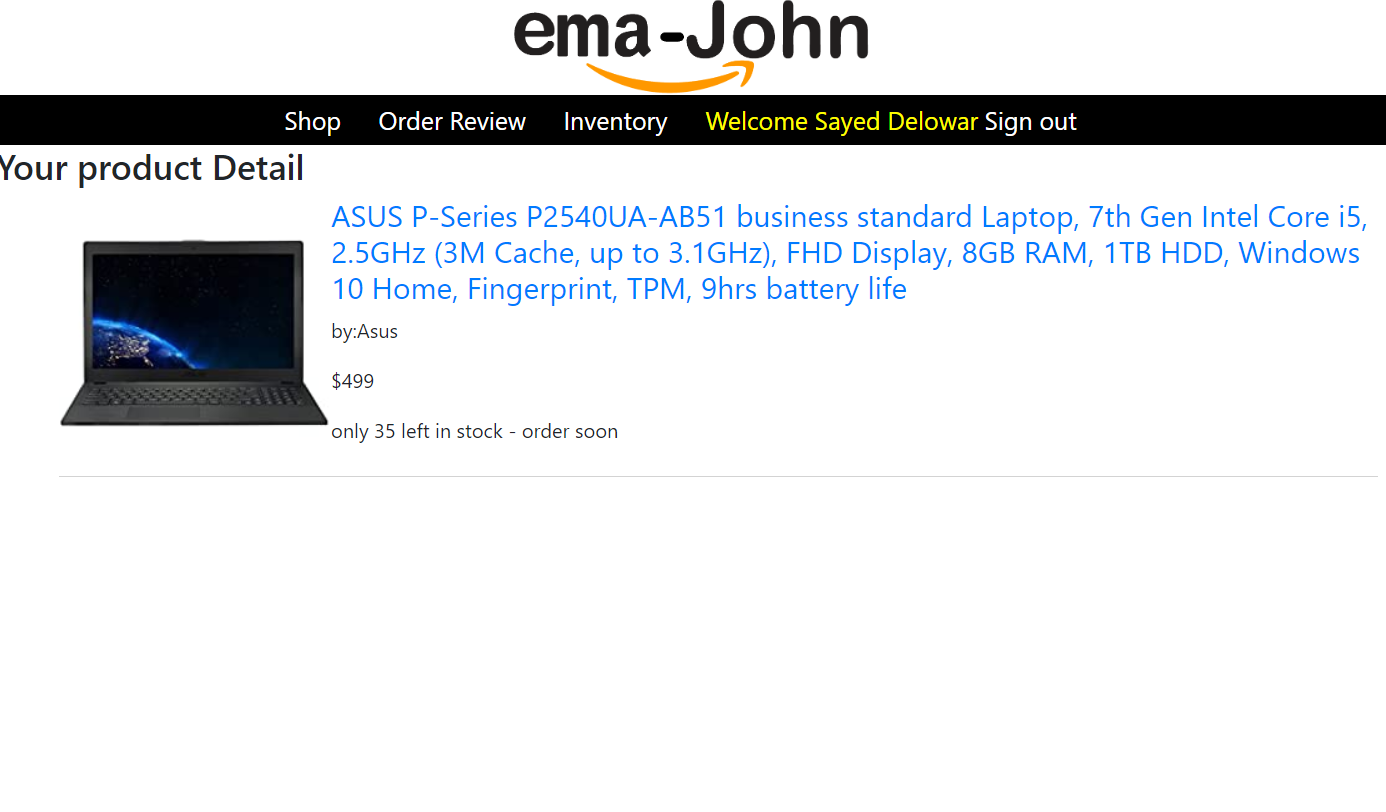 ema-John
Shop Order Review Inventory Welcome Sayed Delowar Sign out
Your product Detail
ASUS P-Series P2540UA-AB51 business standard Laptop, 7th Gen Intel Core i5,
2.5GHz (3M Cache, up to 3.1GHz), FHD Display, 8GB RAM, 1TB HDD, Windows
10 Home, Fingerprint, TPM, 9hrs battery life
by:Asus
$499
only 35 left in stock - order soon